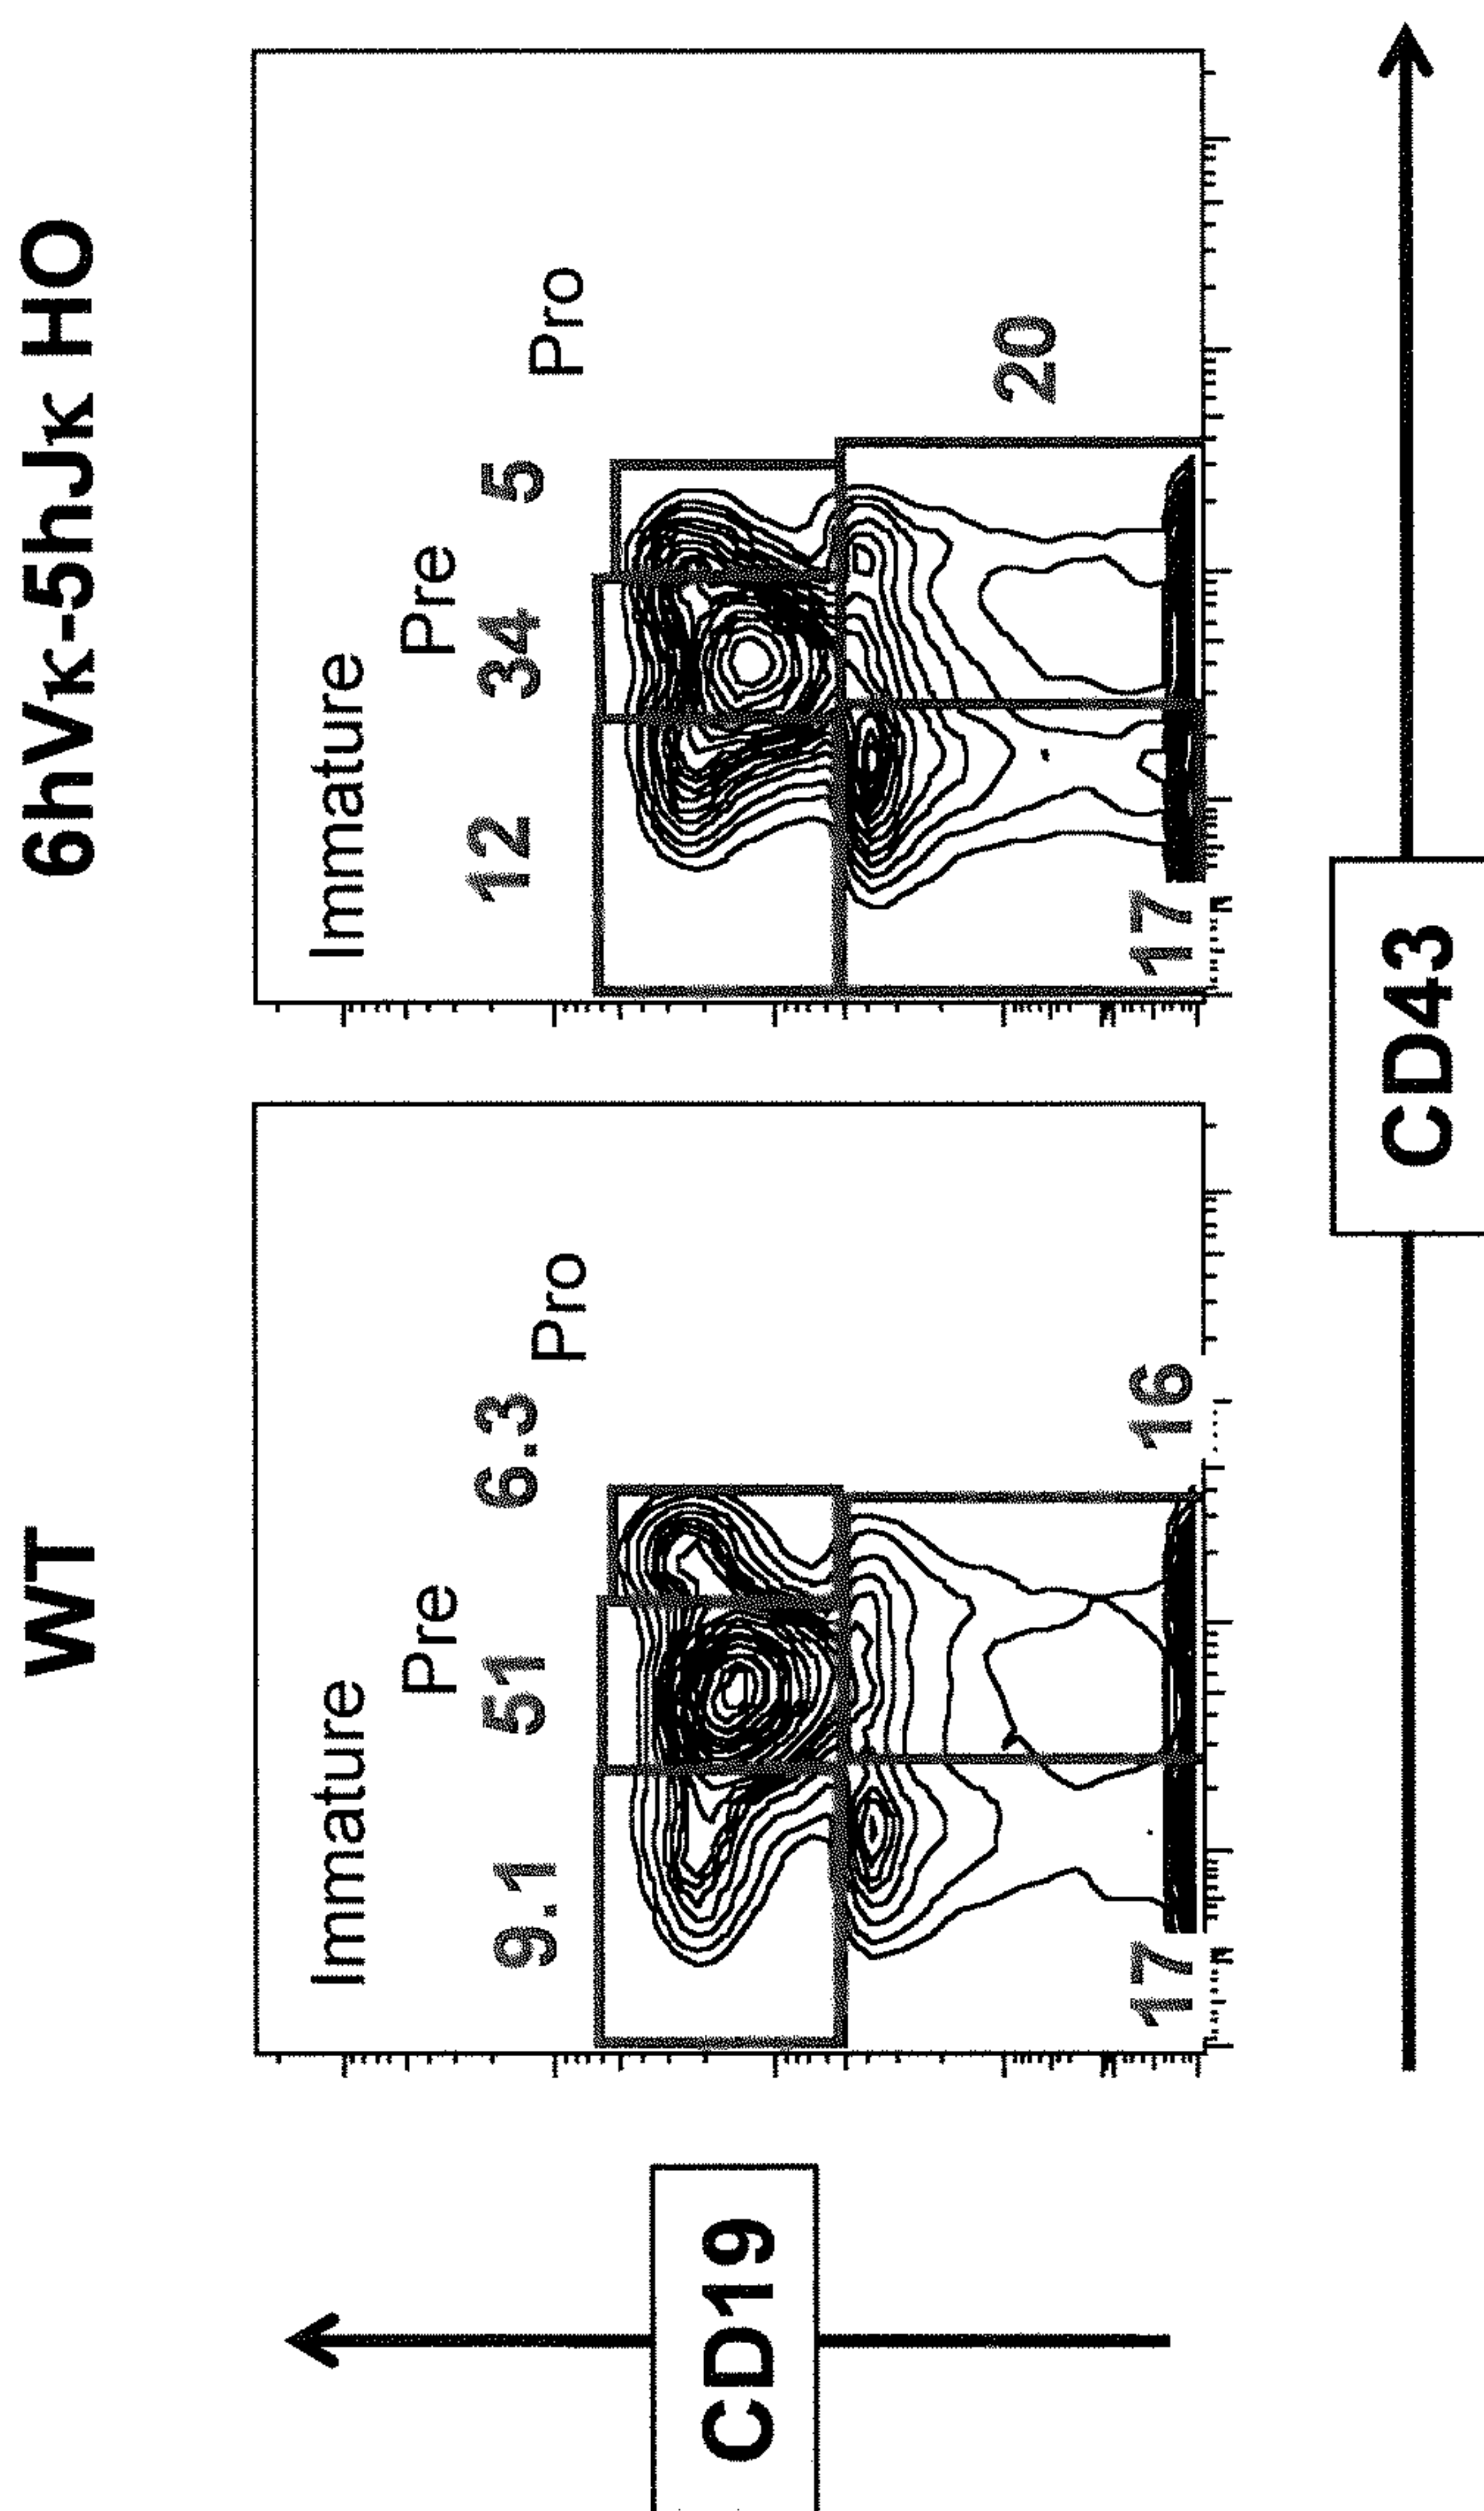 WT
6hVκ-5hJκ HO
Immature
Pre
9.1 51 6.3
Pro
17
16
Immature
Pre
12 34 5
Pro
20
17
CD19
CD43